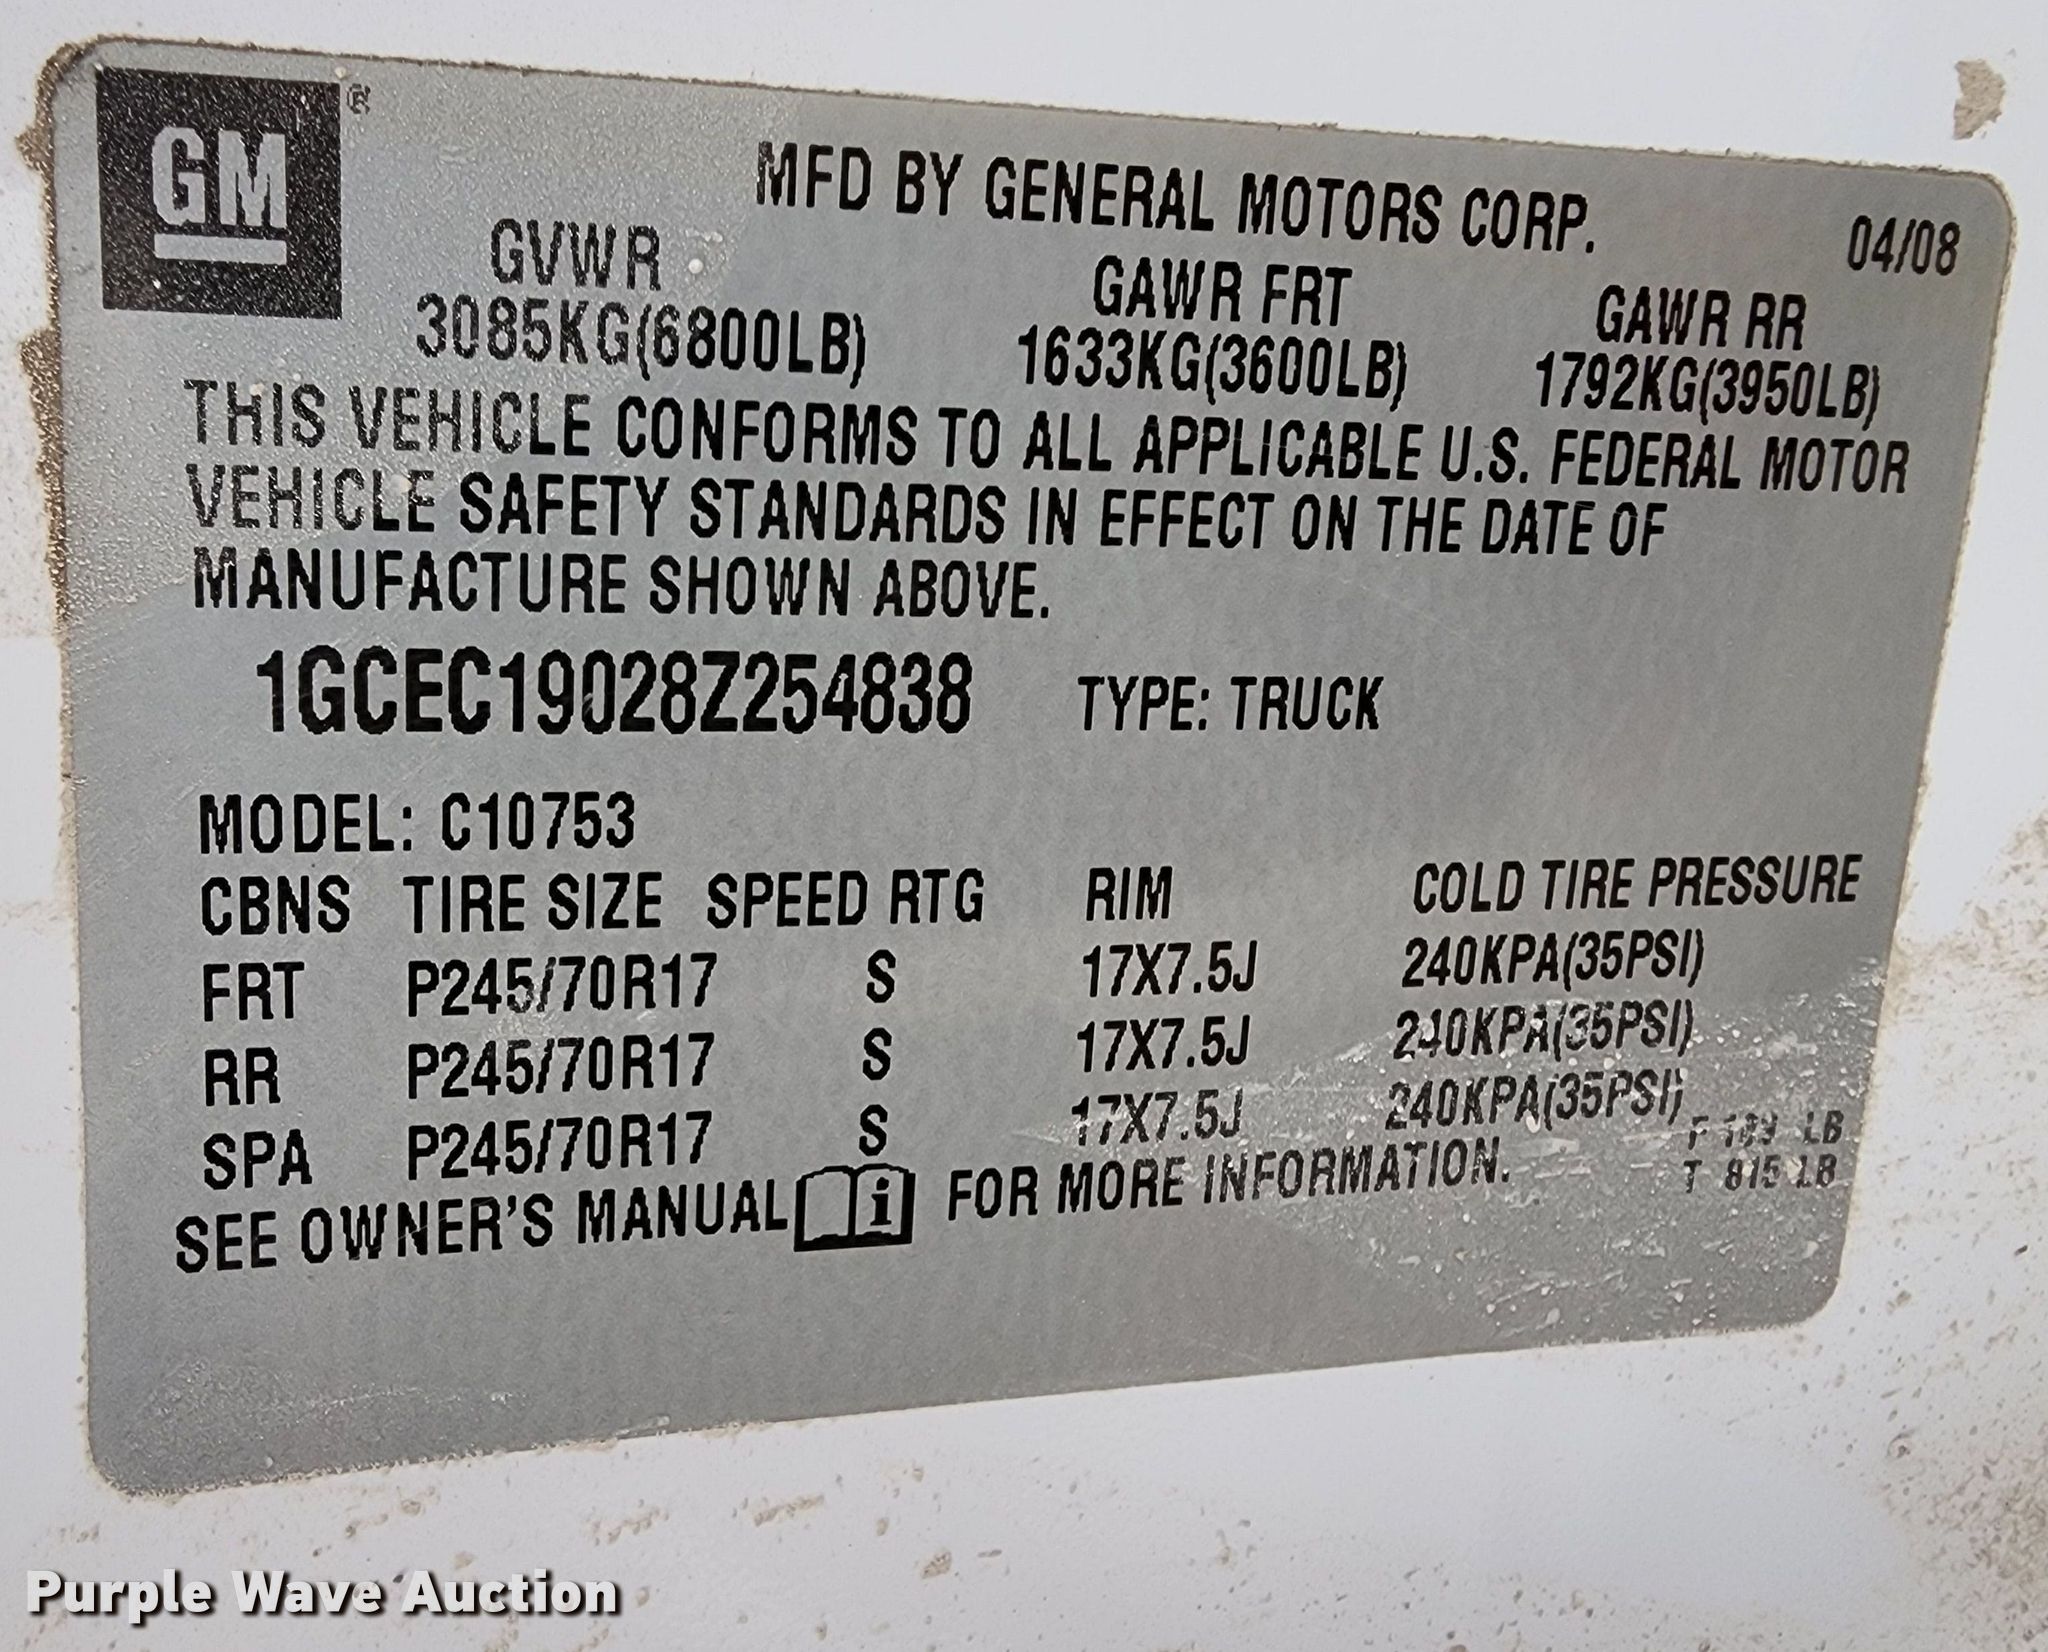 GM ®
MFD BY GENERAL MOTORS CORP.
04/08
GVWR GAWR FRT GAWR RR
3085KG(6800LB) 1633KG(3600LB) 1792KG(3950LB)
THIS VEHICLE CONFORMS TO ALL APPLICABLE U.S. FEDERAL MOTOR
VEHICLE SAFETY STANDARDS IN EFFECT ON THE DATE OF
MANUFACTURE SHOWN ABOVE.
1GCEC19028Z254838 TYPE: TRUCK
MODEL: C10753
CBNS TIRE SIZE SPEED RTG RIM COLD TIRE PRESSURE
FRT P245/70R17 S 17X7.5J 240KPA(35PSI)
RR P245/70R17 S 17X7.5J 240KPA(35PSI)
SPA P245/70R17 S 17X7.5J 240KPA(35PSI)
F LB
T 815 LB
SEE OWNER'S MANUAL i FOR MORE INFORMATION.
Purple Wave Auction